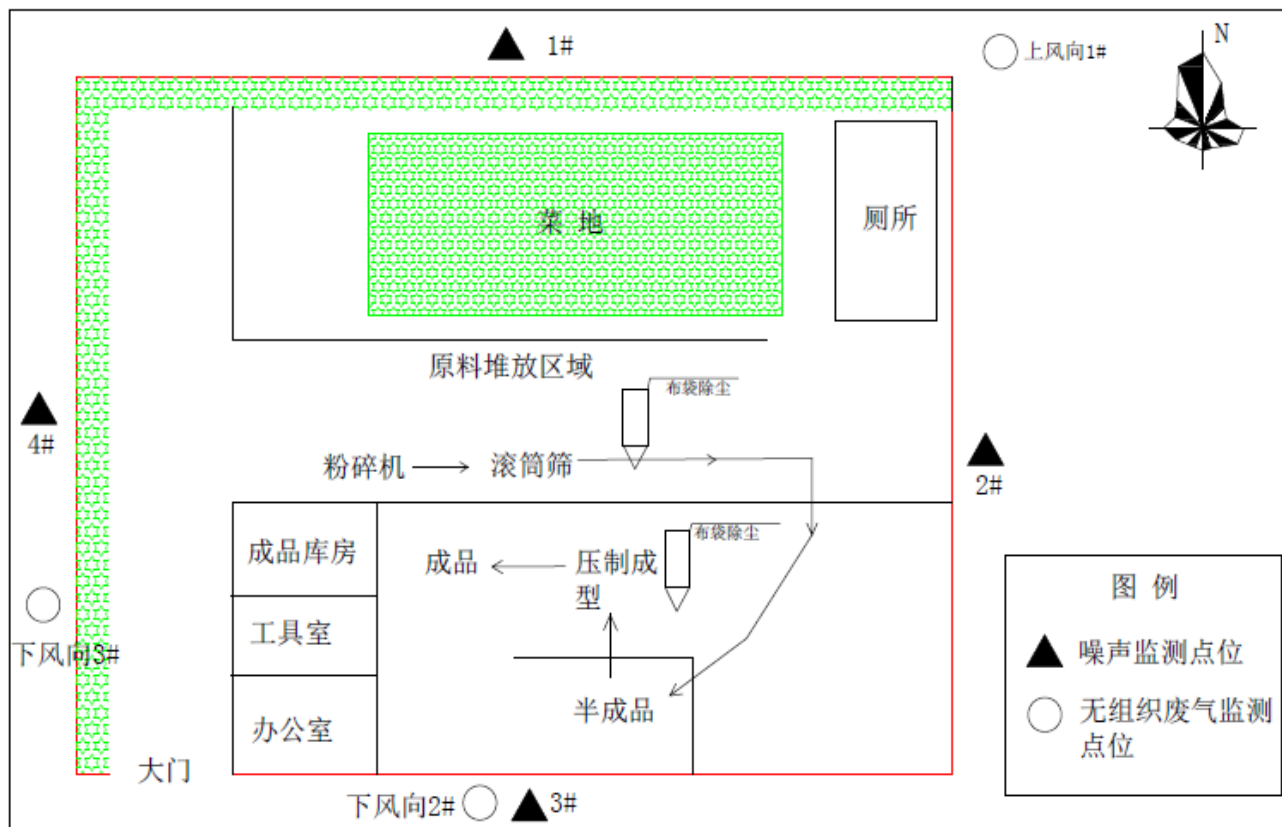 1#
上风向1#
N
菜 地
厕所
原料堆放区域
布袋除尘
4#
粉碎机
滚筒筛
2#
布袋除尘
成品库房
成品
压制成
型
图 例
工具室
下风向3#
噪声监测点位
半成品
办公室
无组织废气监测
点位
大门
下风向2#
3#